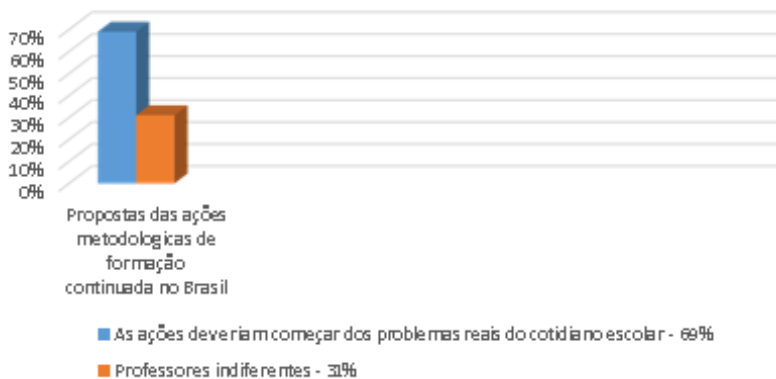 70%
60%
50%
40%
30%
20%
10%
0%
Propostas das ações
metodologicas de
formação
continuada no Brasil
As ações deveriam começar dos problemas reais do cotidiano escolar - 69%
Professores indiferentes - 31%